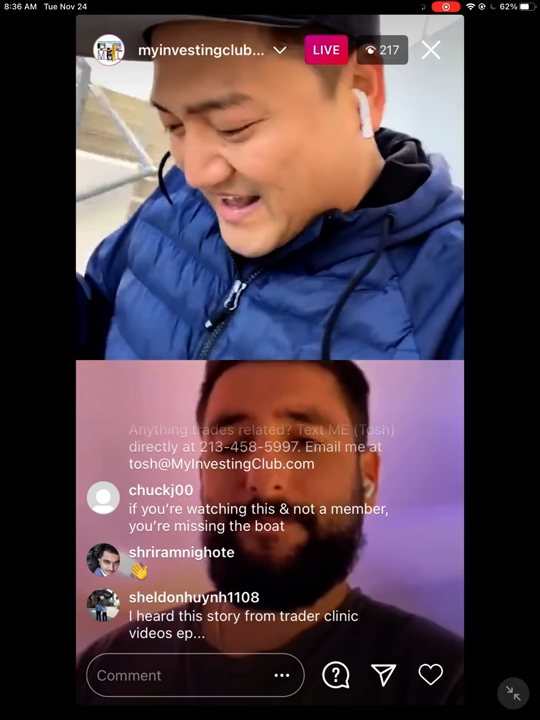 8:36 AM Tue Nov 24
62%
myinvestingclub...
LIVE
217
Anything trades related? Text ME (Tosh)
directly at 213-458-5997. Email me at
tosh@MyInvestingClub.com
chuckj00
if you're watching this & not a member,
you're missing the boat
shriramnighote
👋
sheldonhuynh1108
I heard this story from trader clinic
videos ep...
Comment